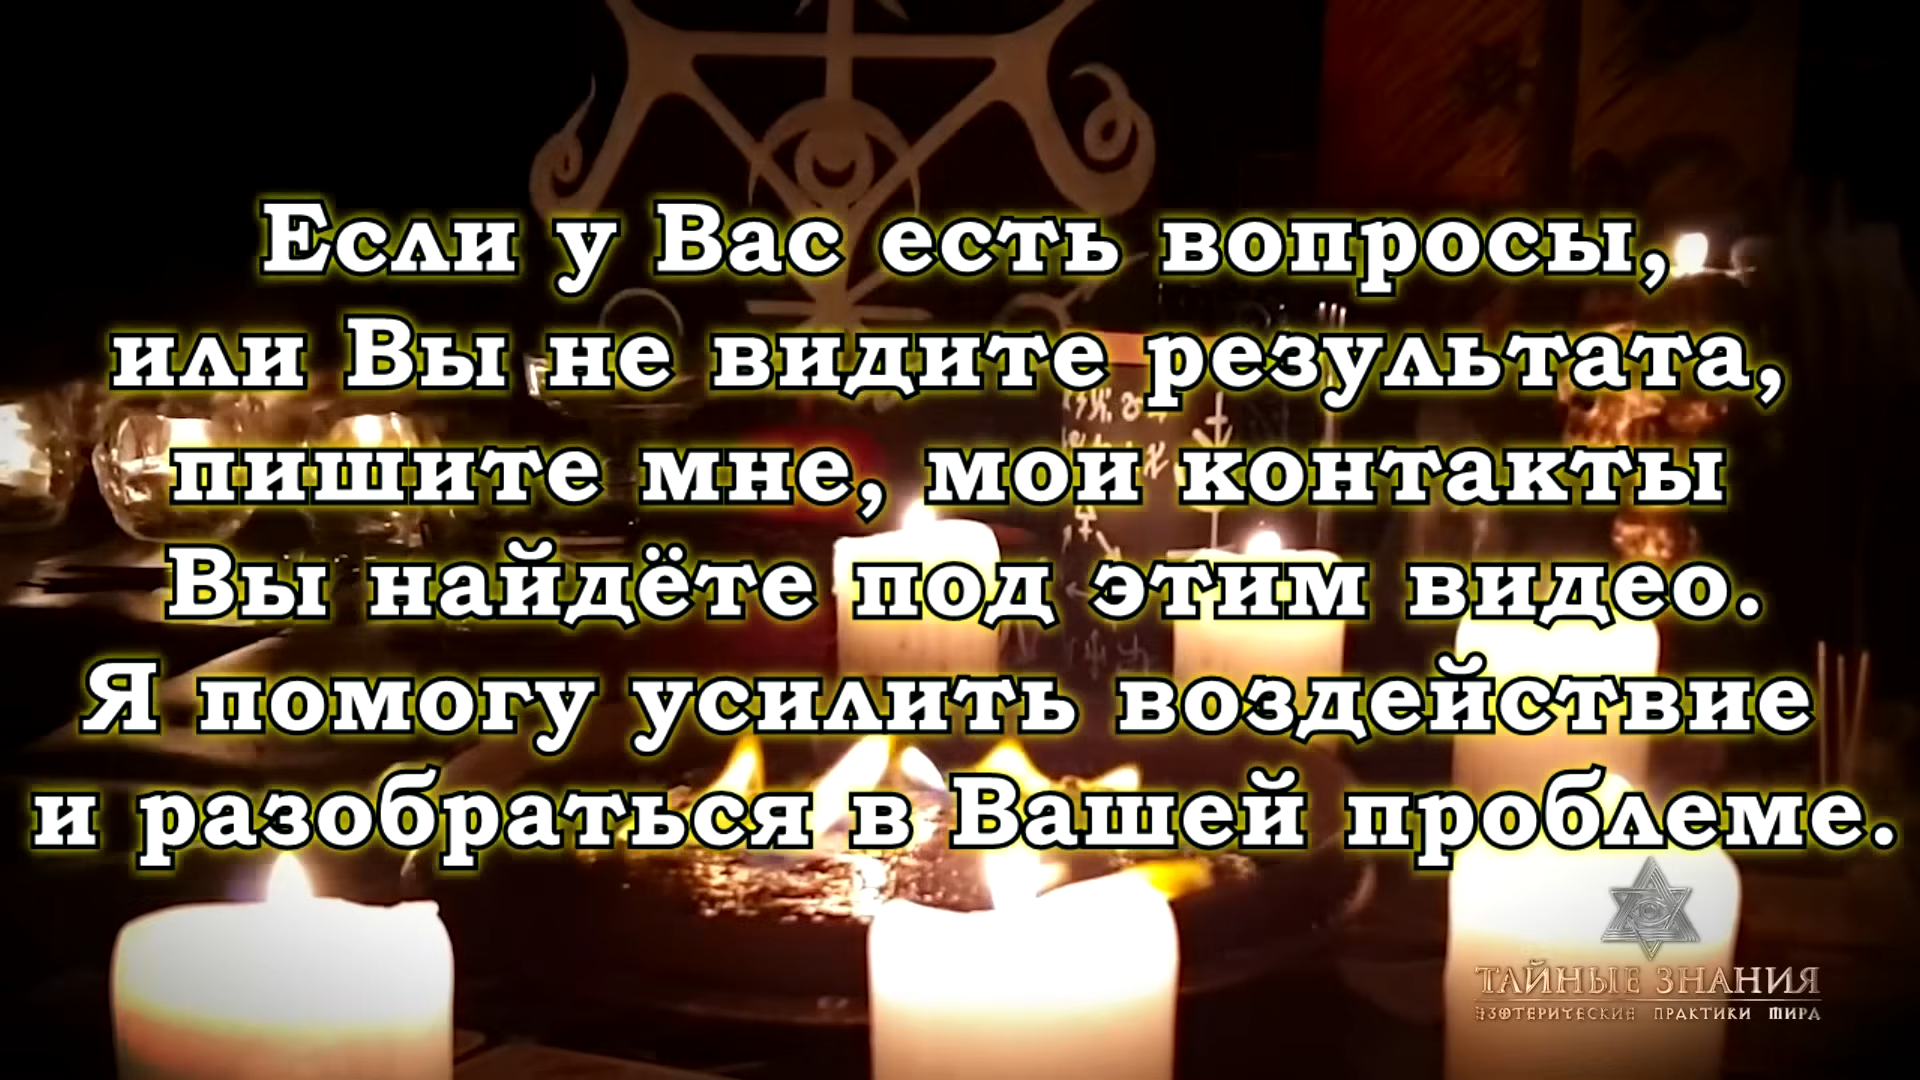 Если у Вас есть вопросы,
или Вы не видите результата,
пишите мне, мои контакты
Вы найдёте под этим видео.
Я помогу усилить воздействие
и разобраться в Вашей проблеме.
ТАЙНЫЕ ЗНАНИЯ
ЭЗОТЕРИЧЕСКИЕ ПРАКТИКИ МИРА